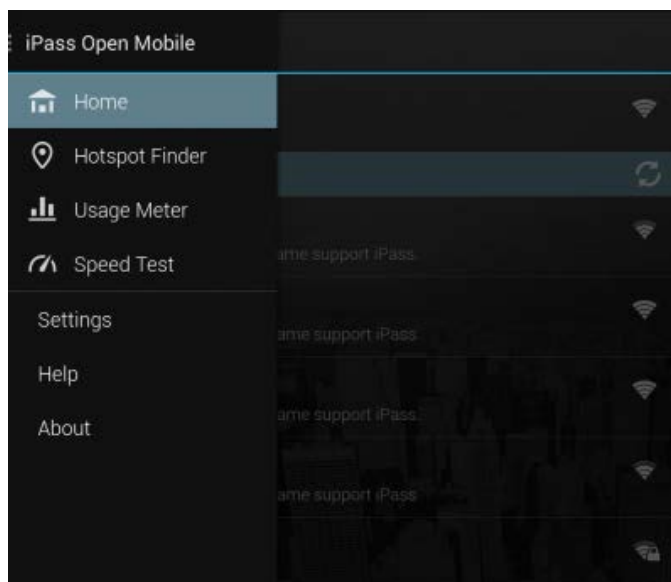 iPass Open Mobile
Home
Hotspot Finder
Usage Meter
Speed Test
ame support iPass.
Settings
ame support iPass
Help
ame support iPass.
About
ame support iPass